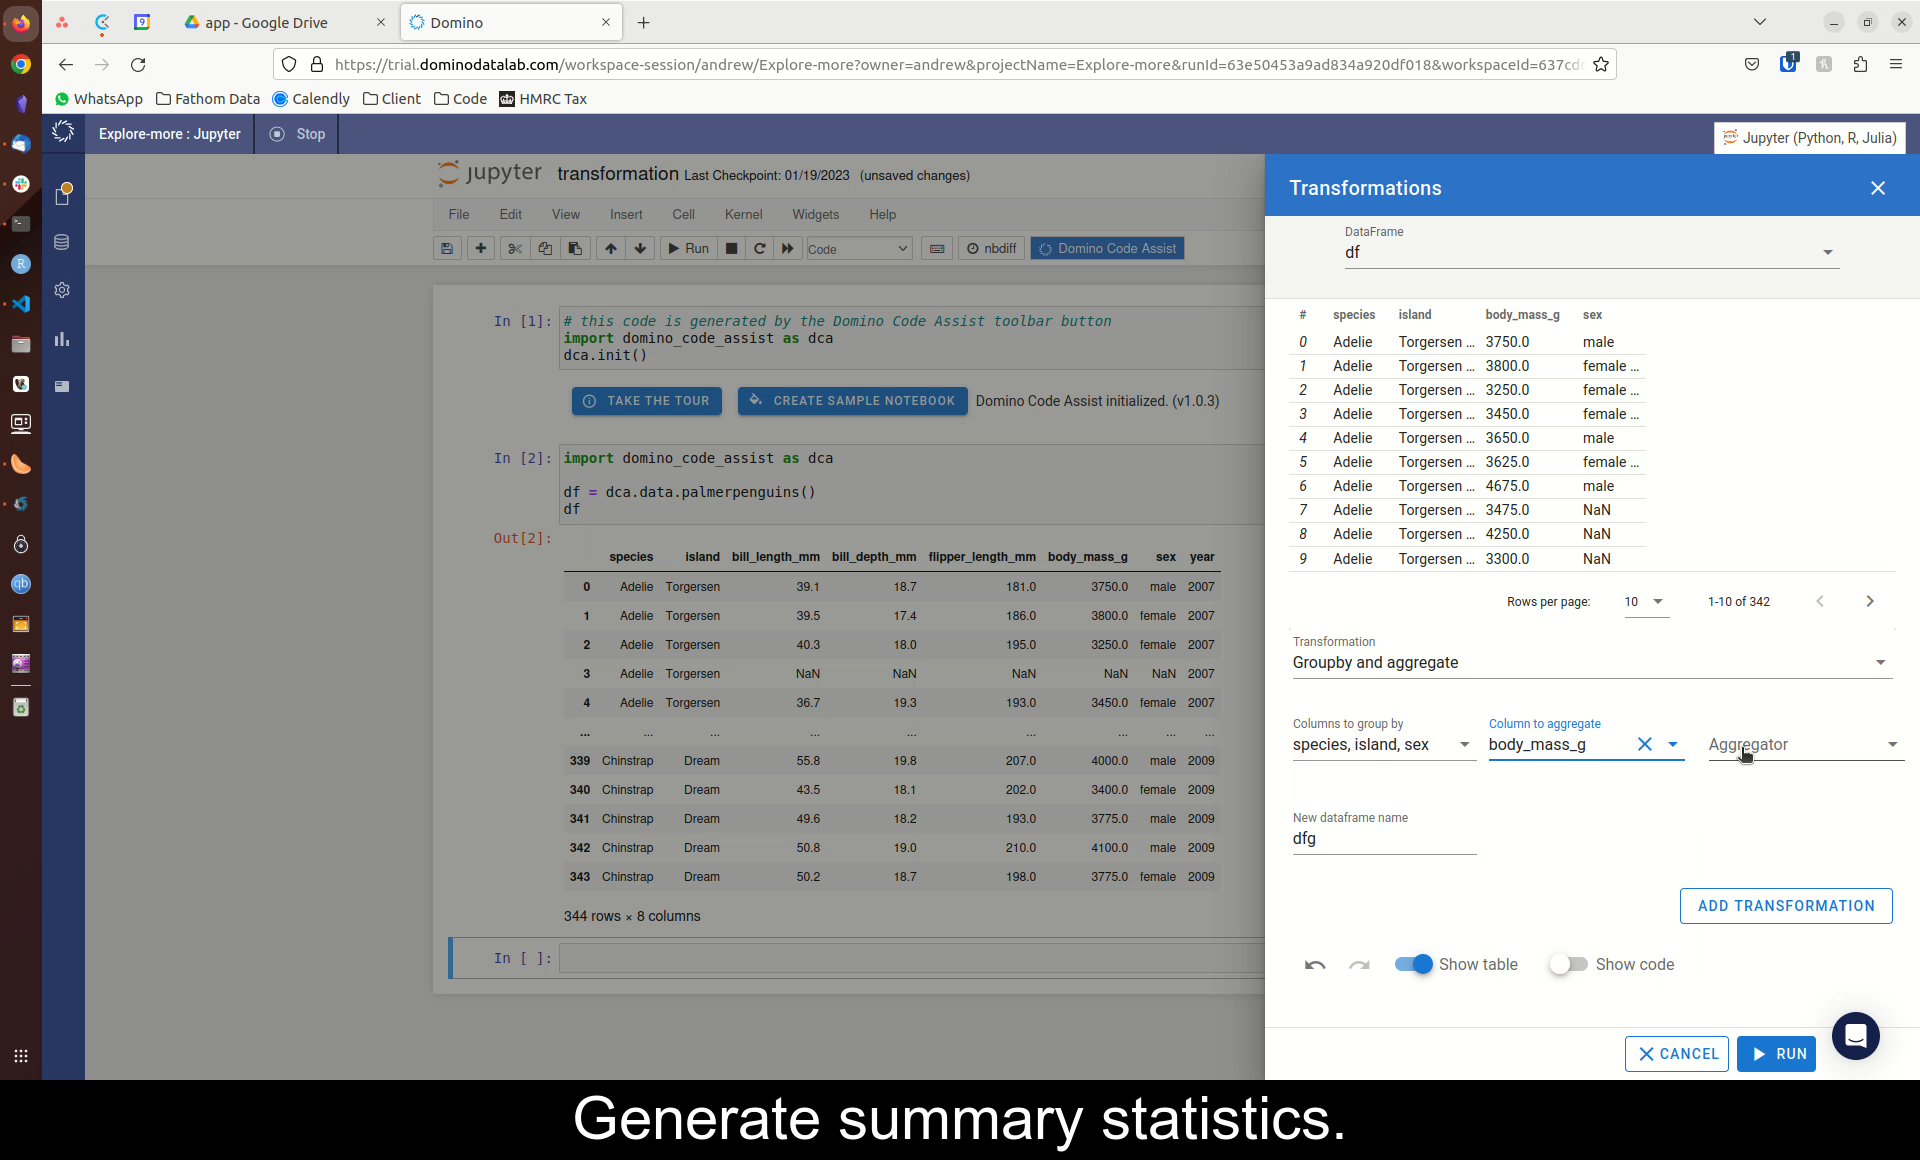 app - Google Drive
Domino
https://trial.dominodatalab.com/workspace-session/andrew/Explore-more?owner=andrew&projectName=Explore-more&runId=63e50453a9ad834a920df018&workspaceId=637cd
WhatsApp Fathom Data Calendly Client Code HMRC Tax
Explore-more : Jupyter Stop
Jupyter (Python, R, Julia)
jupyter transformation Last Checkpoint: 01/19/2023 (unsaved changes)
File Edit View Insert Cell Kernel Widgets Help
Run Code nbdiff Domino Code Assist
In [1]: # this code is generated by the Domino Code Assist toolbar button
import domino_code_assist as dca
dca.init()
TAKE THE TOUR CREATE SAMPLE NOTEBOOK Domino Code Assist initialized. (v1.0.3)
In [2]: import domino_code_assist as dca
df = dca.data.palmerpenguins()
df
Out[2]:
species island bill_length_mm bill_depth_mm flipper_length_mm body_mass_g sex year
0 Adelie Torgersen 39.1 18.7 181.0 3750.0 male 2007
1 Adelie Torgersen 39.5 17.4 186.0 3800.0 female 2007
2 Adelie Torgersen 40.3 18.0 195.0 3250.0 female 2007
3 Adelie Torgersen NaN NaN NaN NaN NaN 2007
4 Adelie Torgersen 36.7 19.3 193.0 3450.0 female 2007
... ... ... ... ... ... ... ... ...
339 Chinstrap Dream 55.8 19.8 207.0 4000.0 male 2009
340 Chinstrap Dream 43.5 18.1 202.0 3400.0 female 2009
341 Chinstrap Dream 49.6 18.2 193.0 3775.0 male 2009
342 Chinstrap Dream 50.8 19.0 210.0 4100.0 male 2009
343 Chinstrap Dream 50.2 18.7 198.0 3775.0 female 2009
344 rows × 8 columns
In [ ]:
Transformations
DataFrame
df
# species island body_mass_g sex
0 Adelie Torgersen ... 3750.0 male
1 Adelie Torgersen ... 3800.0 female ...
2 Adelie Torgersen ... 3250.0 female ...
3 Adelie Torgersen ... 3450.0 female ...
4 Adelie Torgersen ... 3650.0 male
5 Adelie Torgersen ... 3625.0 female ...
6 Adelie Torgersen ... 4675.0 male
7 Adelie Torgersen ... 3475.0 NaN
8 Adelie Torgersen ... 4250.0 NaN
9 Adelie Torgersen ... 3300.0 NaN
Rows per page: 10 1-10 of 342
Transformation
Groupby and aggregate
Columns to group by Column to aggregate
species, island, sex body_mass_g Aggregator
New dataframe name
dfg
ADD TRANSFORMATION
Show table Show code
CANCEL RUN
Generate summary statistics.